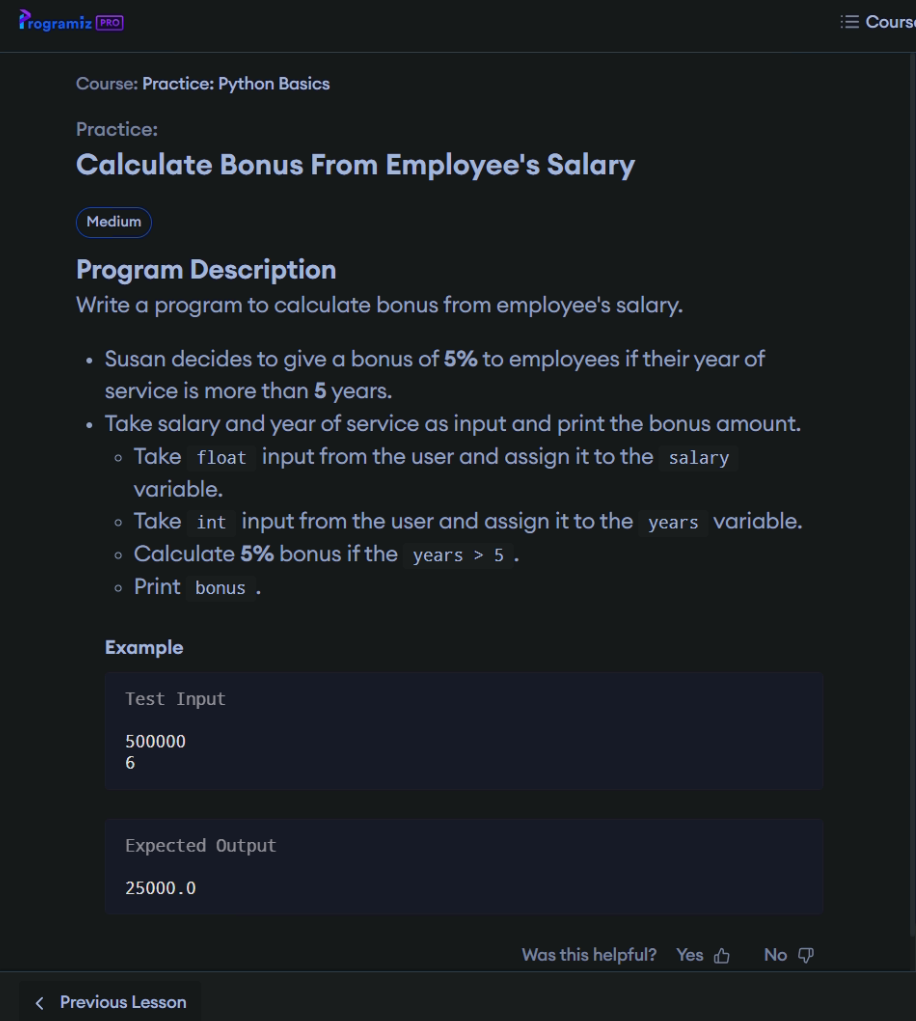 Programiz PRO
Course: Practice: Python Basics
Practice:
Calculate Bonus From Employee's Salary
Medium
Program Description
Write a program to calculate bonus from employee's salary.
• Susan decides to give a bonus of 5% to employees if their year of
service is more than 5 years.
• Take salary and year of service as input and print the bonus amount.
◦ Take float input from the user and assign it to the salary
variable.
◦ Take int input from the user and assign it to the years variable.
◦ Calculate 5% bonus if the years > 5 .
◦ Print bonus .
Example
Test Input
500000
6
Expected Output
25000.0
Was this helpful? Yes No
Previous Lesson